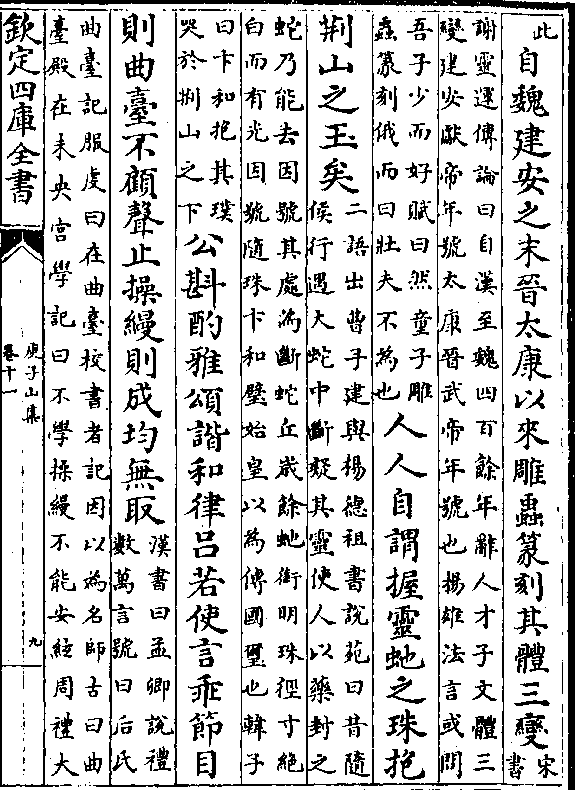 此
自魏建安之末晉太康以來雕蟲篆刻其體三變
宋
書
謝靈運傳論曰自漢至魏四百餘年辭人才子文體三
變建安獻帝年號太康晉武帝年號也揚雄法言或問
吾子少而好賦曰然童子雕
蟲篆刻俄而曰壯夫不為也
人人自謂握靈蛇之珠抱
荆山之玉矣
二語出曹子建與楊德祖書說苑曰昔隨
侯行遇大蛇中斷疑其靈使人以藥封之
蛇乃能去因號其處為斷蛇丘歲餘蛇銜明珠徑寸絕
白而有光因號隨珠卞和璧始皇以為傳國璽也韓子
曰卞和抱其璞
哭於荆山之下
公斟酌雅頌諧和律呂若使言乖節目
則曲臺不顧聲止操縵則成均無取
漢書曰孟卿說禮
數萬言號曰后氏
曲臺記服虔曰在曲臺校書著記因以為名師古曰曲
臺殿在未央宫學記曰不學操縵不能安絃周禮大
欽定四庫全書
庾子山集
卷十一
九